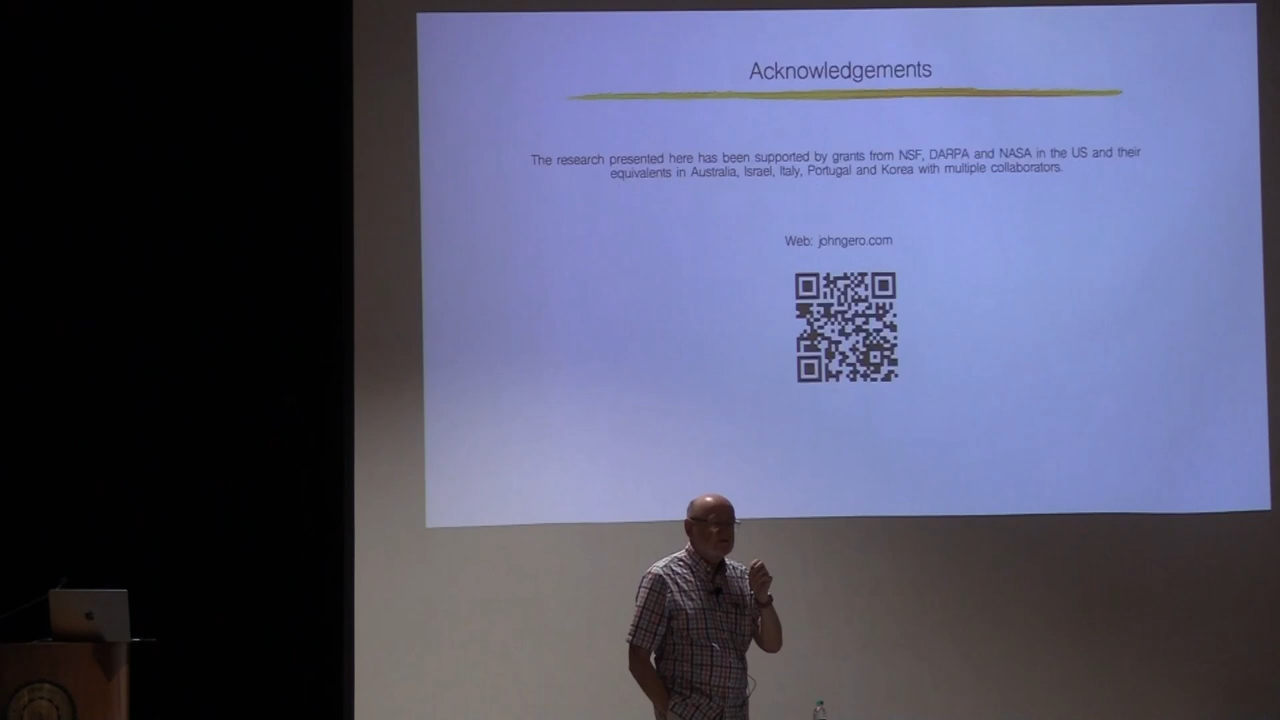 Acknowledgements
The research presented here has been supported by grants from NSF, DARPA and NASA in the US and their
equivalents in Australia, Israel, Italy, Portugal and Korea with multiple collaborators.
Web: johngero.com